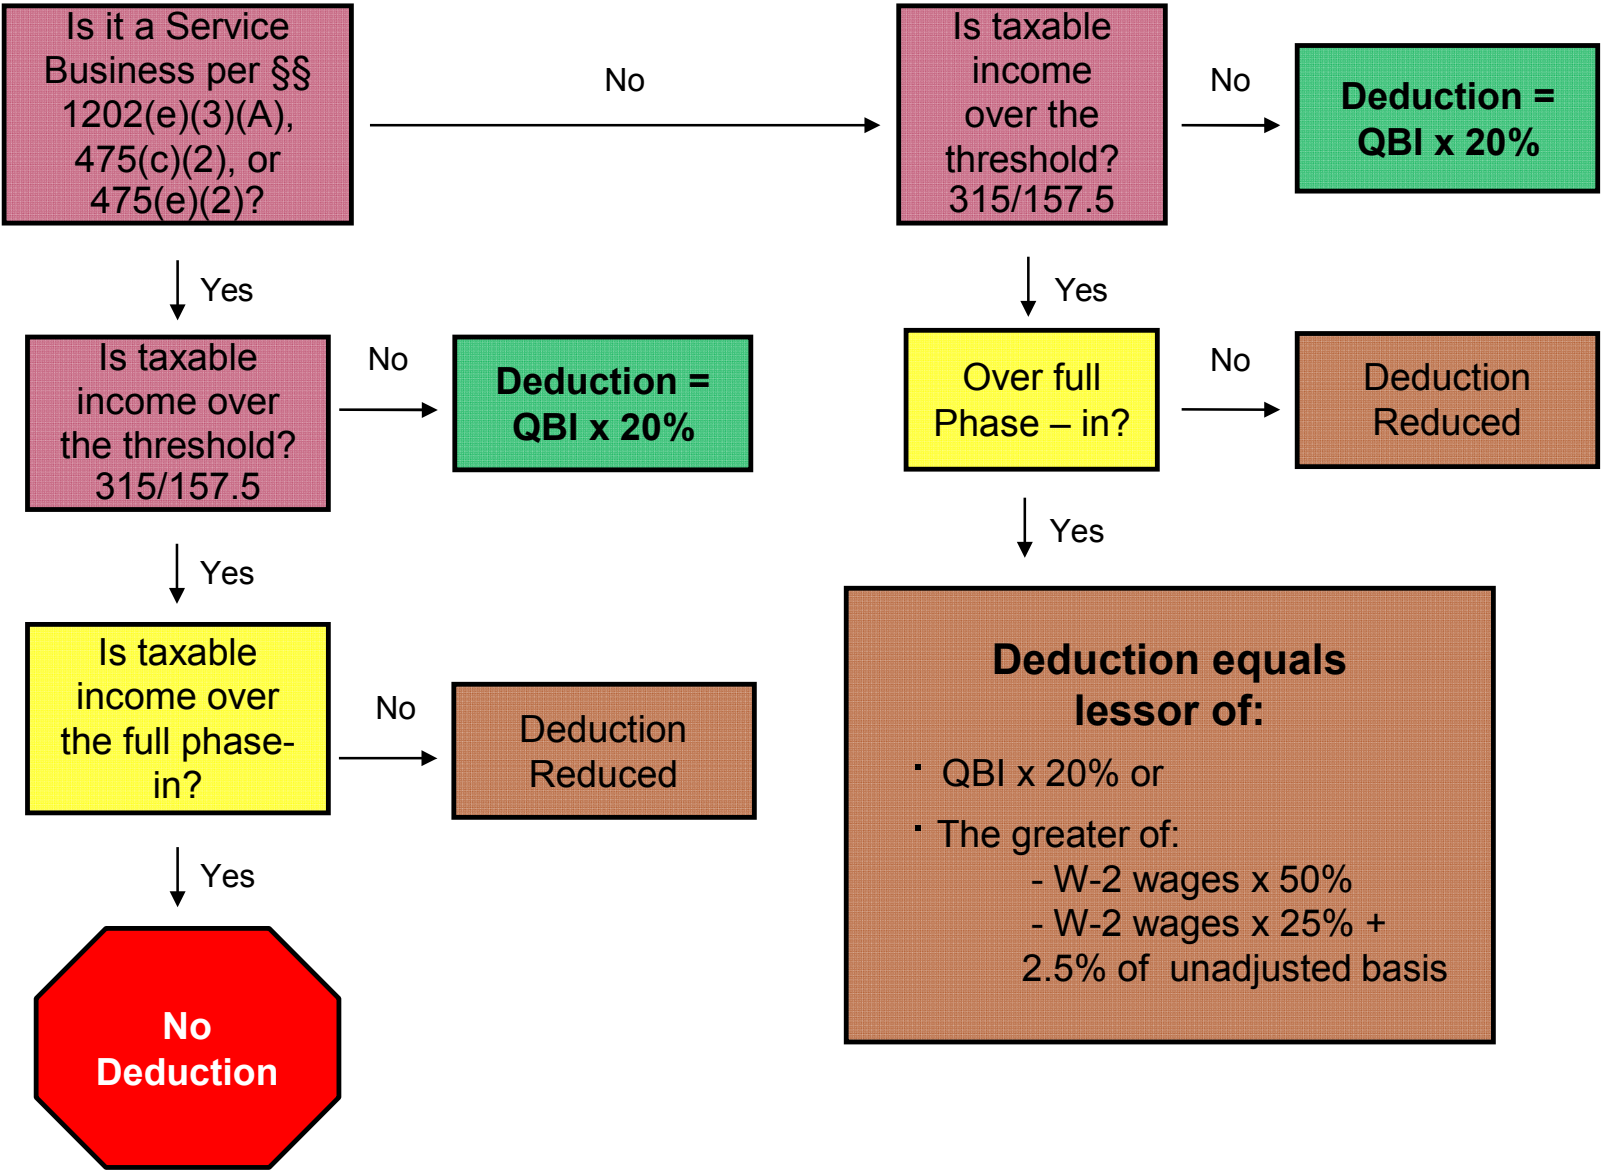 Is it a Service
Business per §§
1202(e)(3)(A),
475(c)(2), or
475(e)(2)?
No
Is taxable
income
over the
threshold?
315/157.5
No
Deduction =
QBI x 20%
Yes
Yes
Is taxable
income over
the threshold?
315/157.5
No
Deduction =
QBI x 20%
Over full
Phase – in?
No
Deduction
Reduced
Yes
Yes
Is taxable
income over
the full phase-
in?
No
Deduction
Reduced
Deduction equals
lessor of:
· QBI x 20% or
· The greater of:
- W-2 wages x 50%
- W-2 wages x 25% +
2.5% of unadjusted basis
Yes
No
Deduction